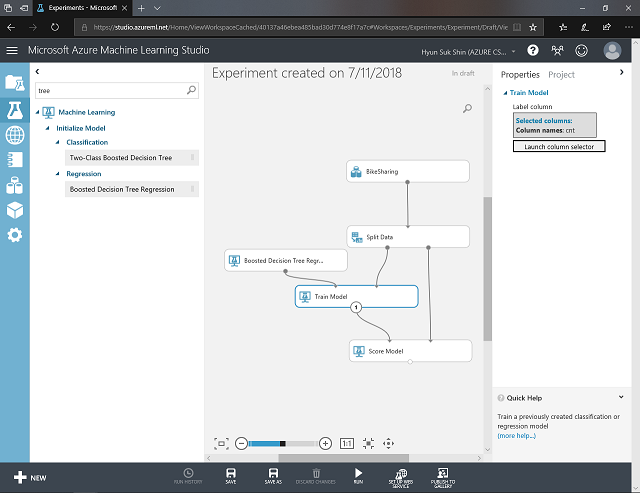 Experiments - Microsoft Az
https://studio.azureml.net/Home/ViewWorkspaceCached/40137a46ebea485bad30d774e8f17a7c#Workspaces/Experiments/Experiment/Draft/Vie
Microsoft Azure Machine Learning Studio
Hyun Suk Shin (AZURE CS...
tree
Machine Learning
Initialize Model
Classification
Two-Class Boosted Decision Tree
Regression
Boosted Decision Tree Regression
Experiment created on 7/11/2018
In draft
BikeSharing
Split Data
Boosted Decision Tree Regr...
Train Model
1
Score Model
1:1
Properties Project
Train Model
Label column
Selected columns:
Column names: cnt
Launch column selector
Quick Help
Train a previously created classification or
regression model
(more help...)
NEW
RUN HISTORY
SAVE
SAVE AS
DISCARD CHANGES
RUN
SET UP WEB
SERVICE
PUBLISH TO
GALLERY